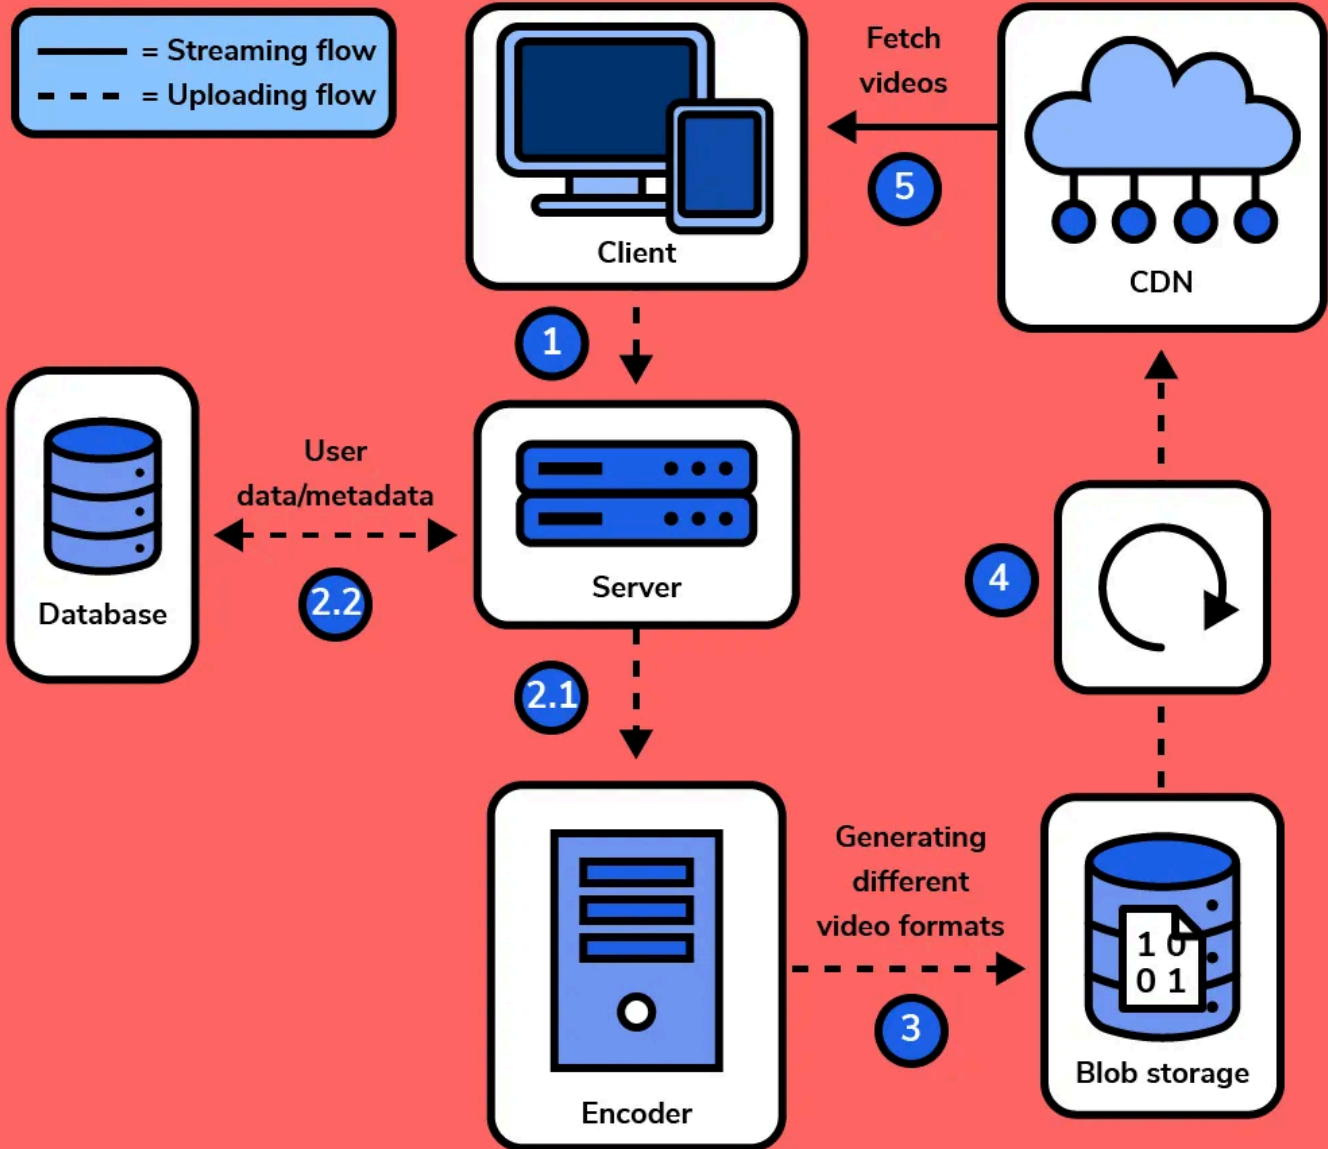 = Streaming flow
= Uploading flow
Client
Fetch
videos
5
CDN
1
Database
User
data/metadata
2.2
Server
4
2.1
Encoder
Generating
different
video formats
3
1 0
0 1
Blob storage